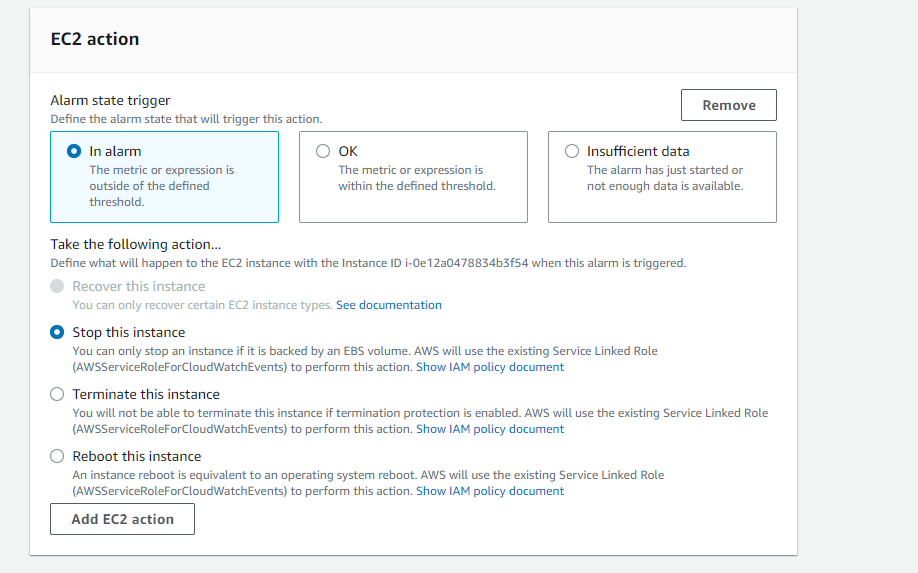 EC2 action
Alarm state trigger
Define the alarm state that will trigger this action.
Remove
In alarm
The metric or expression is
outside of the defined
threshold.
OK
The metric or expression is
within the defined threshold.
Insufficient data
The alarm has just started or
not enough data is available.
Take the following action...
Define what will happen to the EC2 instance with the Instance ID i-0e12a0478834b3f54 when this alarm is triggered.
Recover this instance
You can only recover certain EC2 instance types. See documentation
Stop this instance
You can only stop an instance if it is backed by an EBS volume. AWS will use the existing Service Linked Role
(AWSServiceRoleForCloudWatchEvents) to perform this action. Show IAM policy document
Terminate this instance
You will not be able to terminate this instance if termination protection is enabled. AWS will use the existing Service Linked Role
(AWSServiceRoleForCloudWatchEvents) to perform this action. Show IAM policy document
Reboot this instance
An instance reboot is equivalent to an operating system reboot. AWS will use the existing Service Linked Role
(AWSServiceRoleForCloudWatchEvents) to perform this action. Show IAM policy document
Add EC2 action